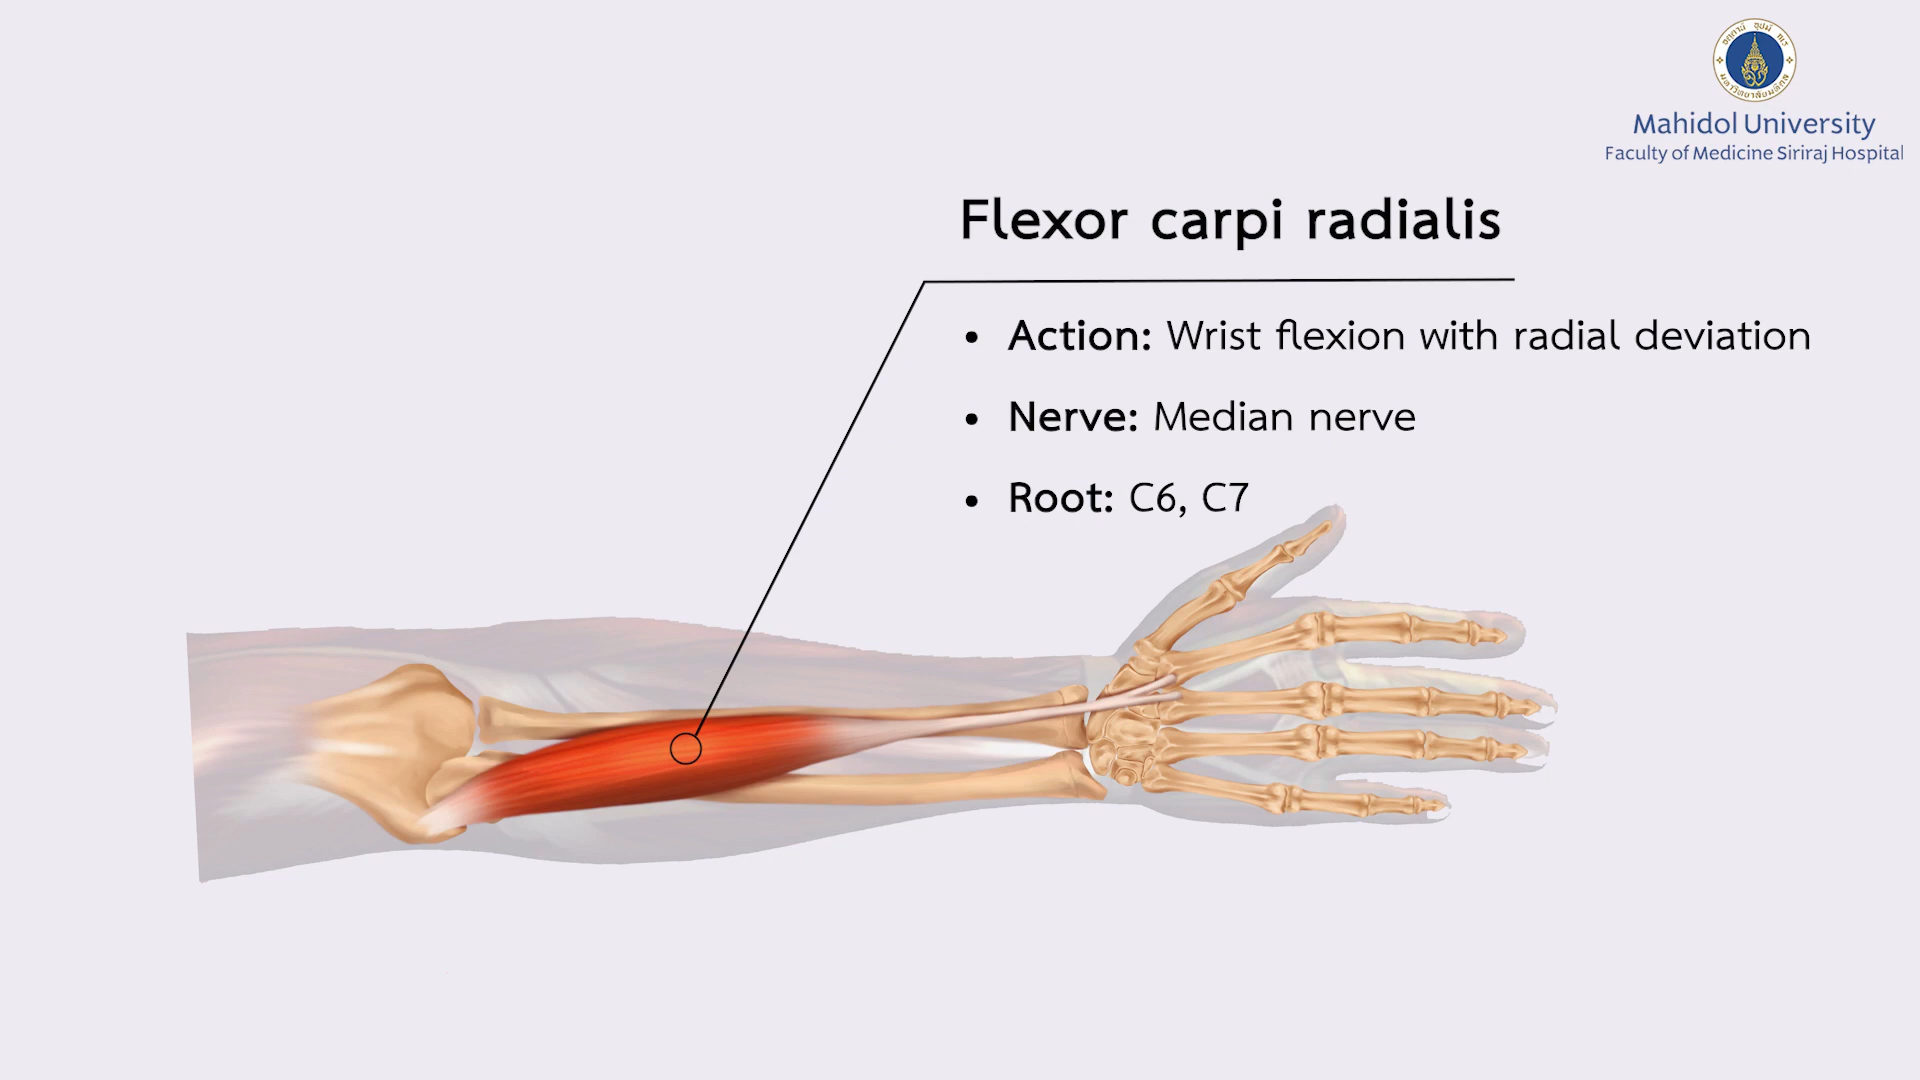 Mahidol University
Faculty of Medicine Siriraj Hospital
Flexor carpi radialis
• Action: Wrist flexion with radial deviation
• Nerve: Median nerve
• Root: C6, C7